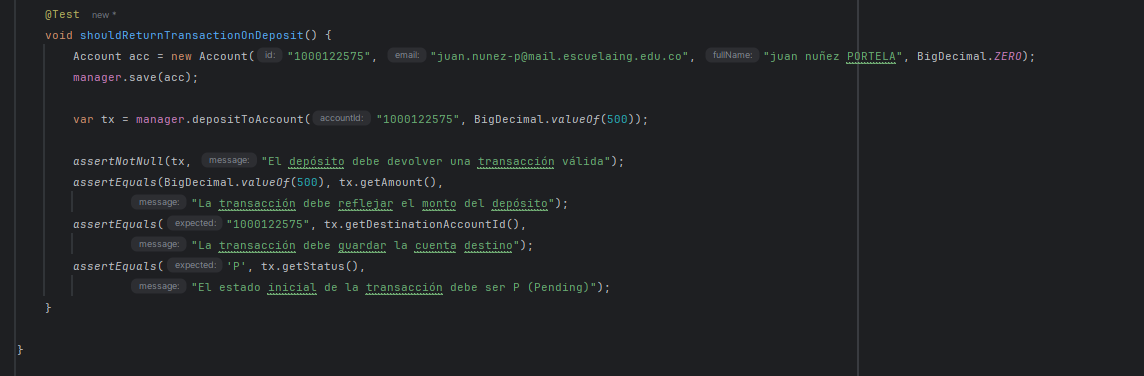 @Test new *
void shouldReturnTransactionOnDeposit() {
Account acc = new Account( id: "1000122575", email: "juan.nunez-p@mail.escuelaing.edu.co", fullName: "juan nuñez PORTELA", BigDecimal.ZERO);
manager.save(acc);
var tx = manager.depositToAccount( accountId: "1000122575", BigDecimal.valueOf(500));
assertNotNull(tx, message: "El depósito debe devolver una transacción válida");
assertEquals(BigDecimal.valueOf(500), tx.getAmount(),
message: "La transacción debe reflejar el monto del depósito");
assertEquals( expected: "1000122575", tx.getDestinationAccountId(),
message: "La transacción debe guardar la cuenta destino");
assertEquals( expected: 'P', tx.getStatus(),
message: "El estado inicial de la transacción debe ser P (Pending)");
}
}